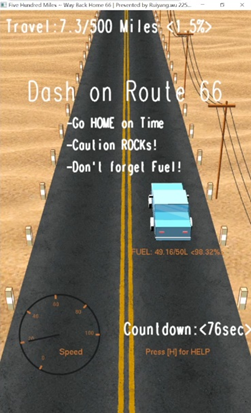 Five Hundred Miles - Way Back Home 66 | Presented by Ruiyang.wu 225...
Travel:7.3/500 Miles <1.5%>
Dash on Route 66
-Go HOME on Time
-Caution ROCKs!
-Don't forget Fuel!
FUEL: 49.16/50L <98.32%>
Countdown:<76sec>
Speed
Press [H] for HELP